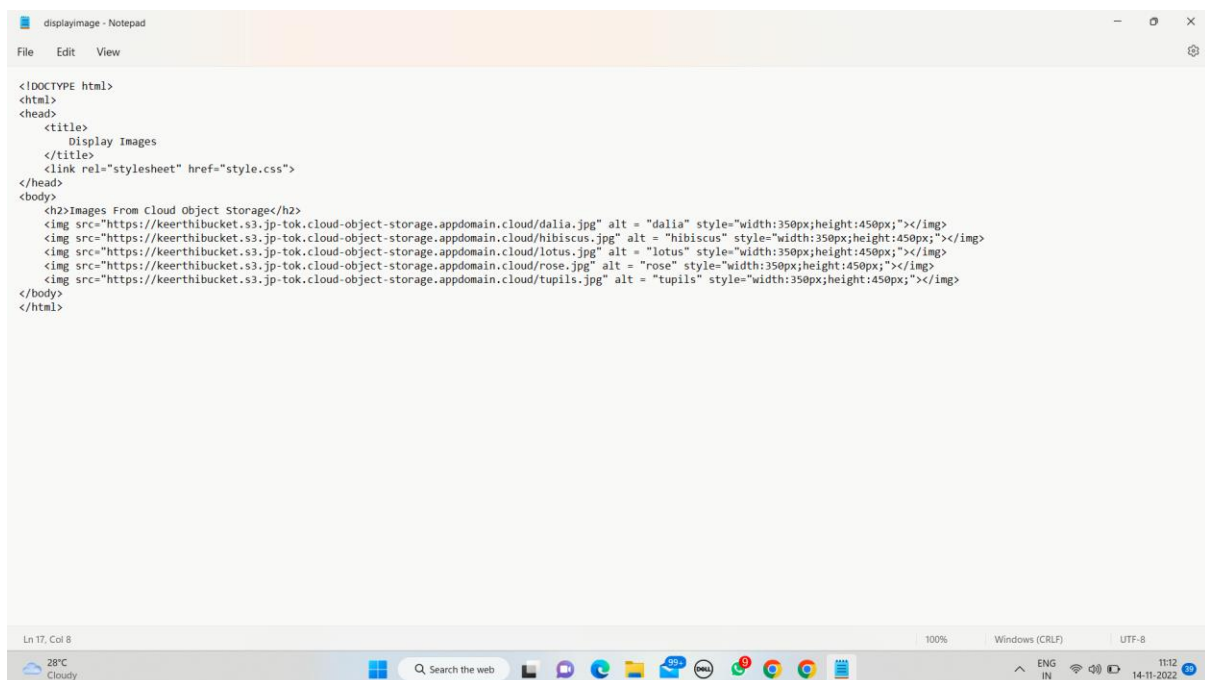 displayimage - Notepad
File Edit View
<!DOCTYPE html>
<html>
<head>
    <title>
        Display Images
    </title>
    <link rel="stylesheet" href="style.css">
</head>
<body>
    <h2>Images From Cloud Object Storage</h2>
    <img src="https://keerthibucket.s3.jp-tok.cloud-object-storage.appdomain.cloud/dalia.jpg" alt = "dalia" style="width:350px;height:450px;"></img>
    <img src="https://keerthibucket.s3.jp-tok.cloud-object-storage.appdomain.cloud/hibiscus.jpg" alt = "hibiscus" style="width:350px;height:450px;"></img>
    <img src="https://keerthibucket.s3.jp-tok.cloud-object-storage.appdomain.cloud/lotus.jpg" alt = "lotus" style="width:350px;height:450px;"></img>
    <img src="https://keerthibucket.s3.jp-tok.cloud-object-storage.appdomain.cloud/rose.jpg" alt = "rose" style="width:350px;height:450px;"></img>
    <img src="https://keerthibucket.s3.jp-tok.cloud-object-storage.appdomain.cloud/tupils.jpg" alt = "tupils" style="width:350px;height:450px;"></img>
</body>
</html>
Ln 17, Col 8 100% Windows (CRLF) UTF-8
28°C
Cloudy
Search the web
99+
DELL
9
ENG
IN
11:12
14-11-2022
39